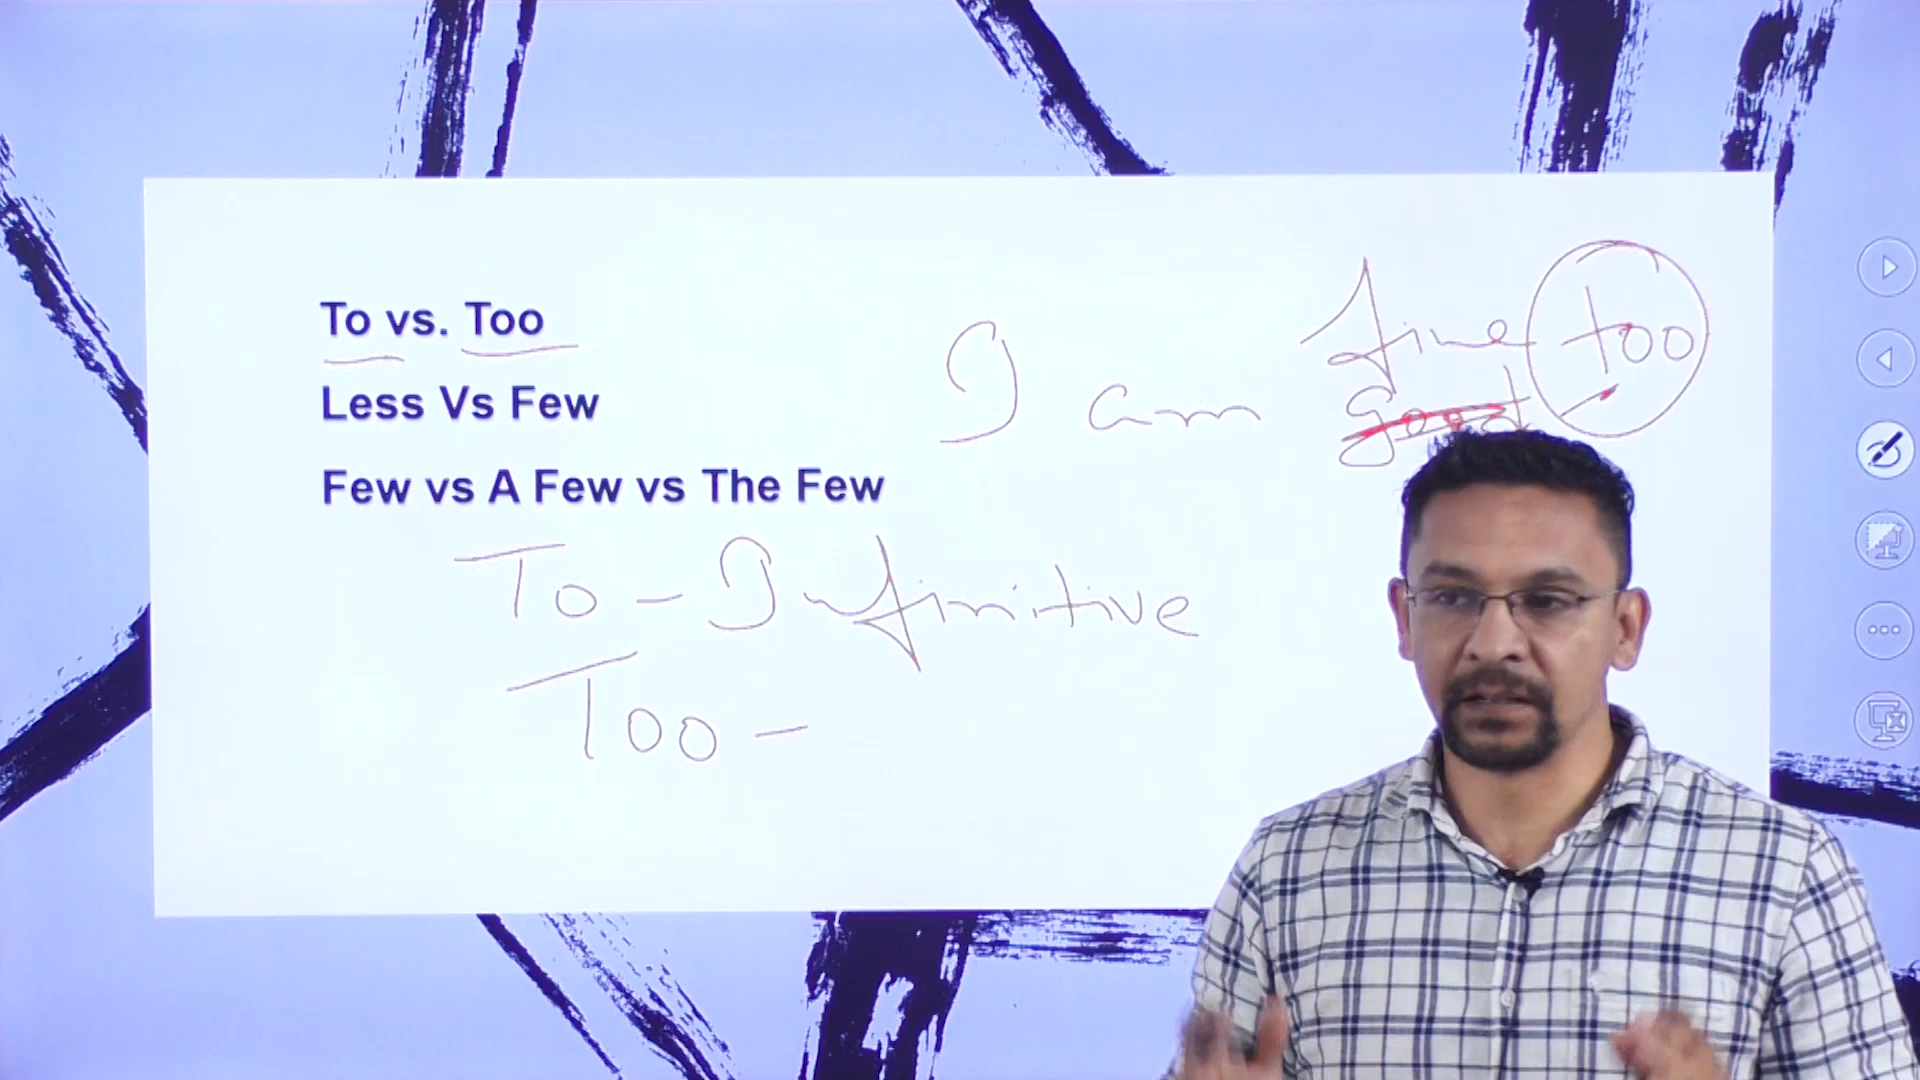 To vs. Too
Less Vs Few
Few vs A Few vs The Few
I am fine too
good
To - Infinitive
Too -